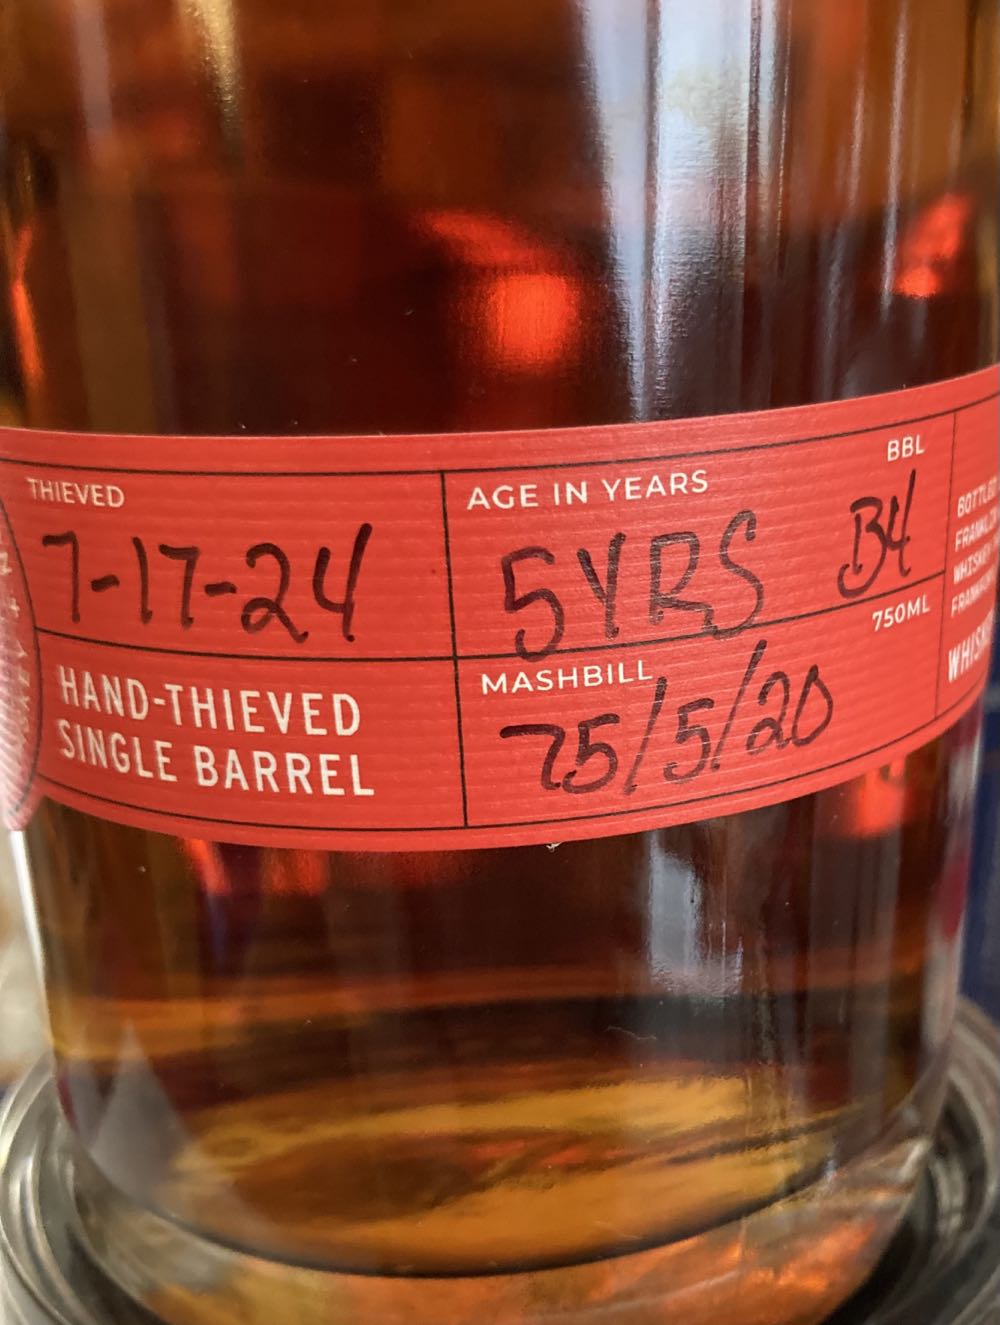 THIEVED
7-17-24
AGE IN YEARS
5YRS
BBL
B4
750ML
HAND-THIEVED
SINGLE BARREL
MASHBILL
75/5/20
BOTTLED